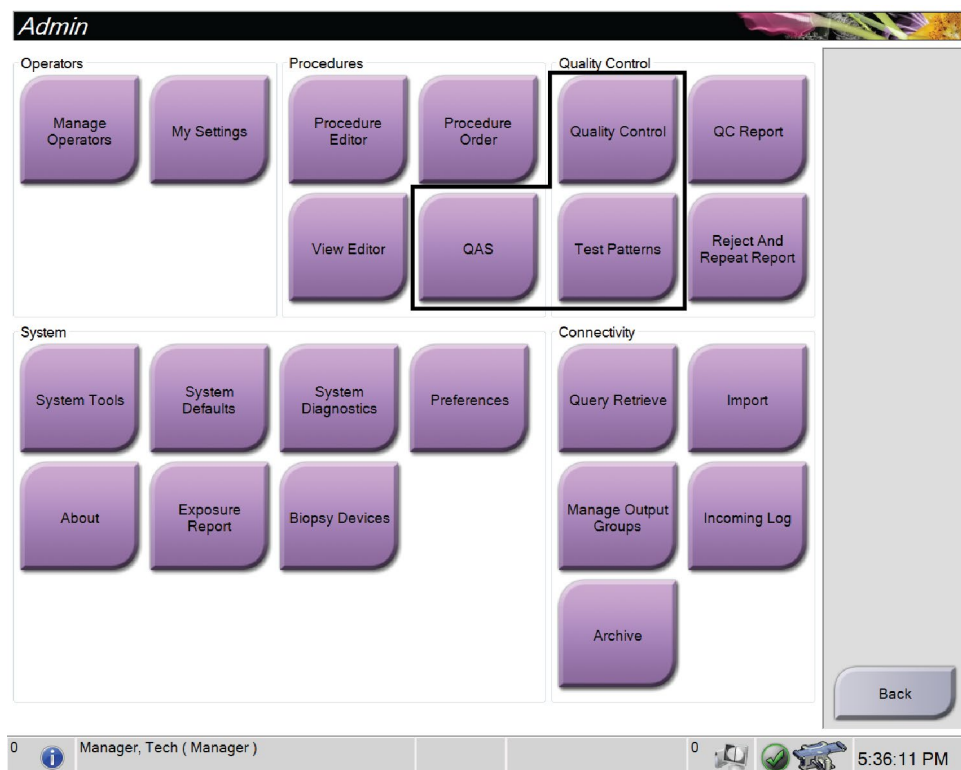 Admin
Operators
Manage
Operators
My Settings
Procedures
Procedure
Editor
Procedure
Order
View Editor
QAS
Quality Control
Quality Control
QC Report
Test Patterns
Reject And
Repeat Report
System
System Tools
System
Defaults
System
Diagnostics
Preferences
About
Exposure
Report
Biopsy Devices
Connectivity
Query Retrieve
Import
Manage Output
Groups
Incoming Log
Archive
Back
0
Manager, Tech ( Manager )
0
5:36:11 PM